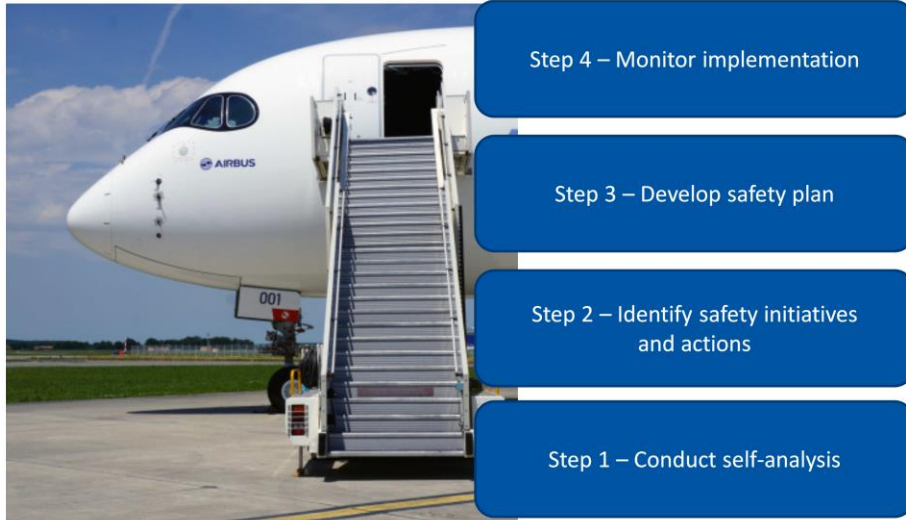 Step 4 – Monitor implementation
Step 3 – Develop safety plan
Step 2 – Identify safety initiatives
and actions
Step 1 – Conduct self-analysis
AIRBUS
001